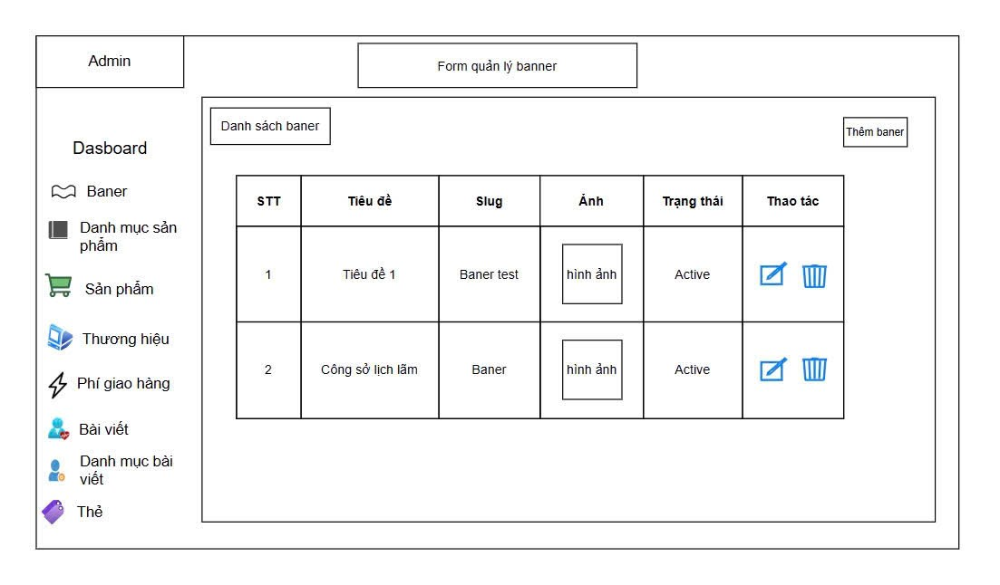 Admin
Form quản lý banner
Dasboard
Baner
Danh mục sản
phẩm
Sản phẩm
Thương hiệu
Phí giao hàng
Bài viết
Danh mục bài
viết
Thẻ
Danh sách baner
Thêm baner
STT Tiêu đề Slug Ảnh Trạng thái Thao tác
1 Tiêu đề 1 Baner test hình ảnh Active
2 Công sở lịch lãm Baner hình ảnh Active